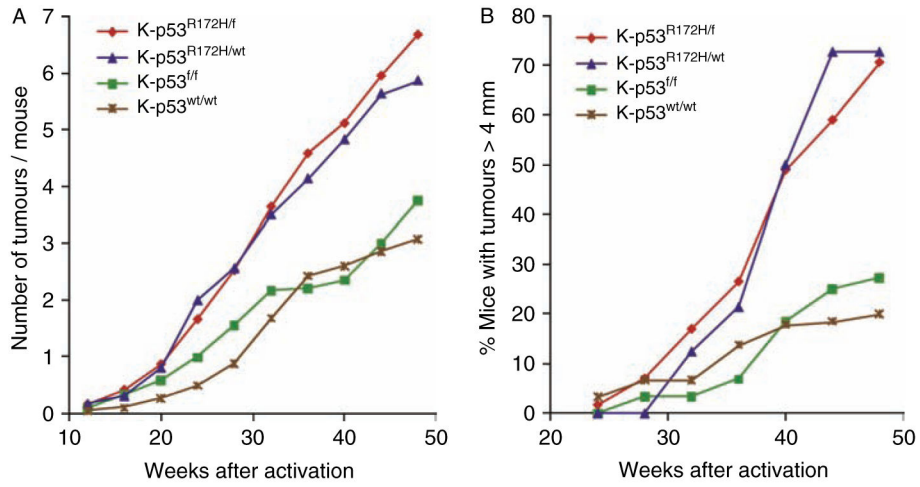 A
7
6
5
4
3
2
1
0
Number of tumours / mouse
K-p53R172H/f
K-p53R172H/wt
K-p53f/f
K-p53wt/wt
10 20 30 40 50
Weeks after activation
B
80
70
60
50
40
30
20
10
0
% Mice with tumours > 4 mm
K-p53R172H/f
K-p53R172H/wt
K-p53f/f
K-p53wt/wt
20 30 40 50
Weeks after activation